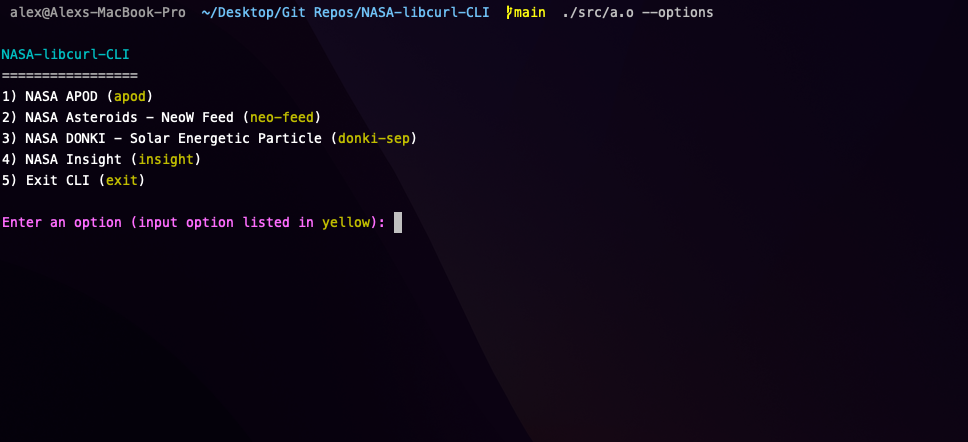 alex@Alexs-MacBook-Pro ~/Desktop/Git Repos/NASA-libcurl-CLI main ./src/a.o --options
NASA-libcurl-CLI
=================
1) NASA APOD (apod)
2) NASA Asteroids - NeoW Feed (neo-feed)
3) NASA DONKI - Solar Energetic Particle (donki-sep)
4) NASA Insight (insight)
5) Exit CLI (exit)
Enter an option (input option listed in yellow):